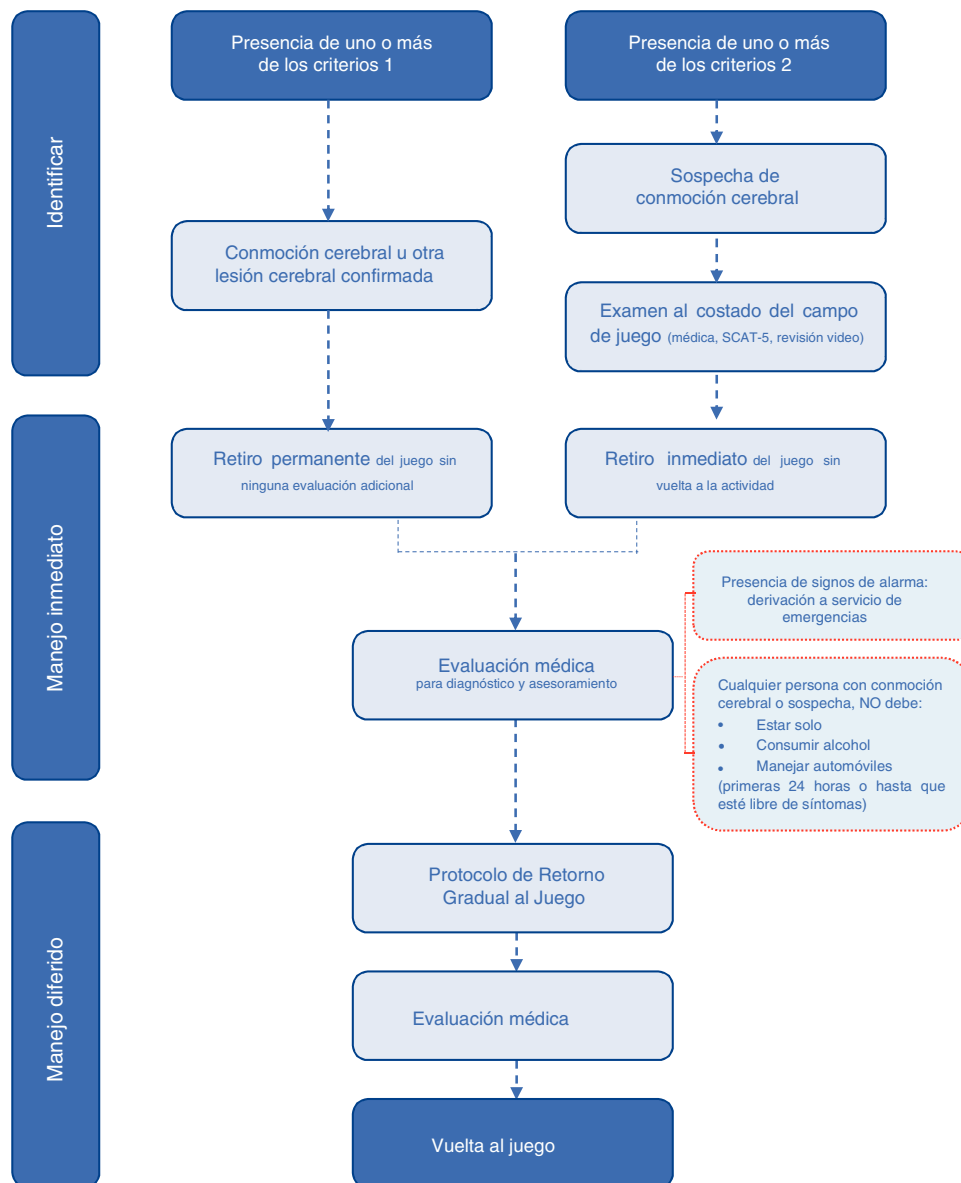 Identificar
Presencia de uno o más
de los criterios 1
Presencia de uno o más
de los criterios 2
Sospecha de
conmoción cerebral
Conmoción cerebral u otra
lesión cerebral confirmada
Examen al costado del campo
de juego (médica, SCAT-5, revisión video)
Manejo inmediato
Retiro permanente del juego sin
ninguna evaluación adicional
Retiro inmediato del juego sin
vuelta a la actividad
Presencia de signos de alarma:
derivación a servicio de
emergencias
Evaluación médica
para diagnóstico y asesoramiento
Cualquier persona con conmoción
cerebral o sospecha, NO debe:
• Estar solo
• Consumir alcohol
• Manejar automóviles
(primeras 24 horas o hasta que
esté libre de síntomas)
Manejo diferido
Protocolo de Retorno
Gradual al Juego
Evaluación médica
Vuelta al juego